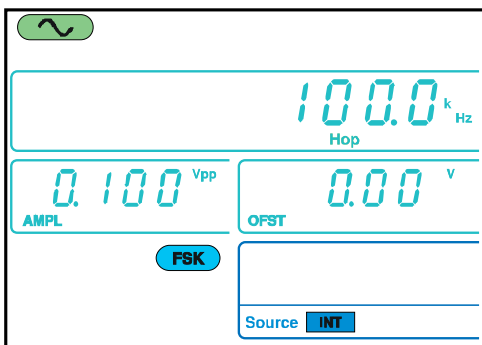 100.0 k Hz
Hop
0.100 Vpp
AMPL
0.00 V
OFST
FSK
Source INT